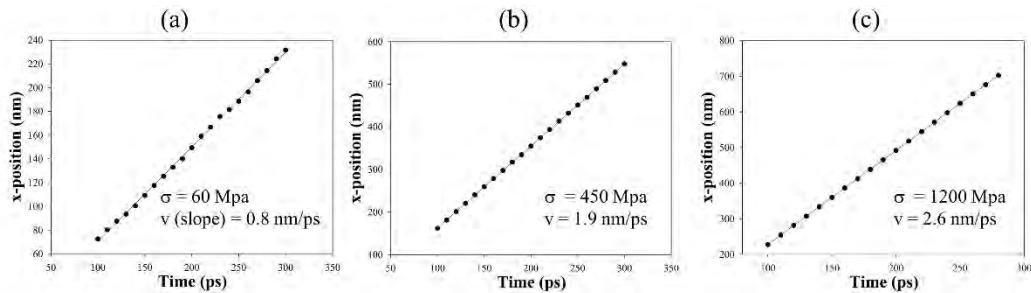 (a)
(b)
(c)
x-position (nm)
240
220
200
180
160
140
120
100
80
60
50
100
150
200
250
300
350
Time (ps)
σ = 60 Mpa
v (slope) = 0.8 nm/ps
x-position (nm)
600
500
400
300
200
100
50
100
150
200
250
300
350
Time (ps)
σ = 450 Mpa
v = 1.9 nm/ps
x-position (nm)
800
700
600
500
400
300
200
50
100
150
200
250
300
Time (ps)
σ = 1200 Mpa
v = 2.6 nm/ps